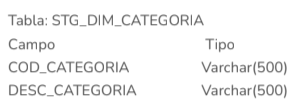 Tabla: STG_DIM_CATEGORIA
Campo Tipo
COD_CATEGORIA Varchar(500)
DESC_CATEGORIA Varchar(500)